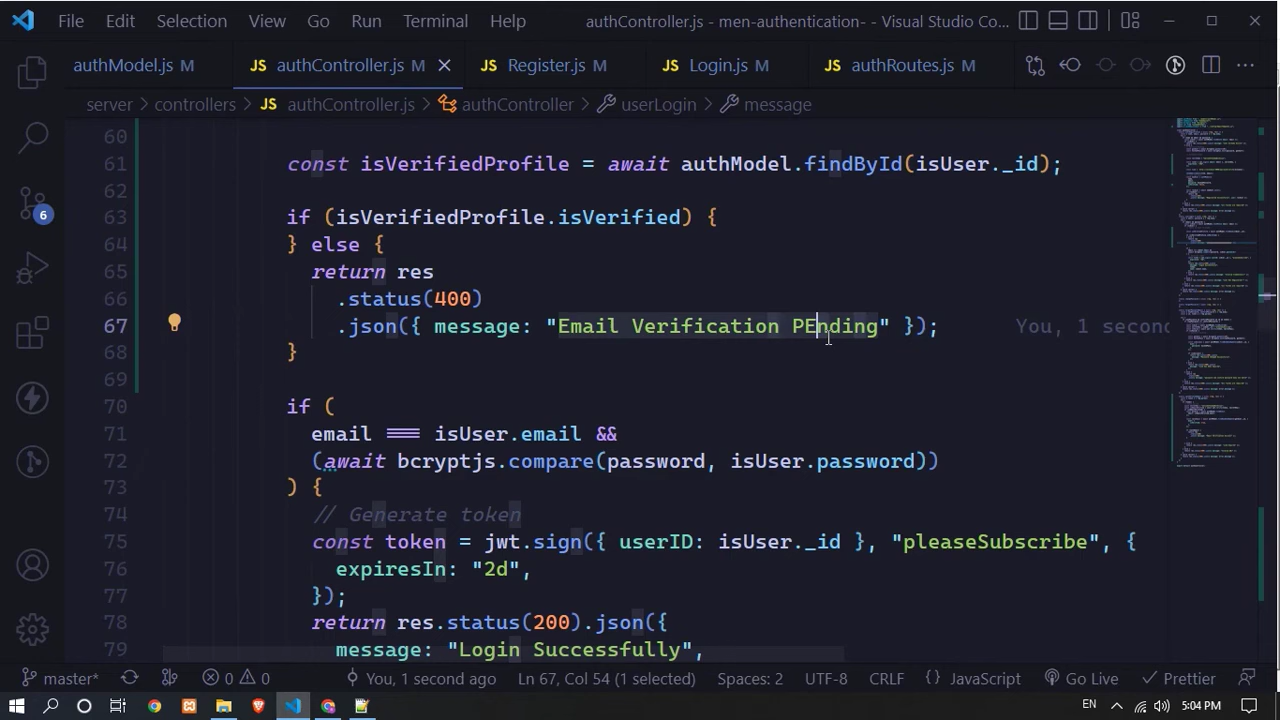 File Edit Selection View Go Run Terminal Help authController.js - men-authentication- - Visual Studio Co...
authModel.js M JS authController.js M JS Register.js M JS Login.js M JS authRoutes.js M
server > controllers > JS authController.js > authController > userLogin > message
60
61 const isVerifiedProfile = await authModel.findById(isUser._id);
62
63 if (isVerifiedProfile.isVerified) {
64 } else {
65 return res
66 .status(400)
67 .json({ message: "Email Verification PEnding" }); You, 1 secon
68 }
69
70 if (
71 email === isUser.email &&
72 (await bcryptjs.compare(password, isUser.password))
73 ) {
74 // Generate token
75 const token = jwt.sign({ userID: isUser._id }, "pleaseSubscribe", {
76 expiresIn: "2d",
77 });
78 return res.status(200).json({
79 message: "Login Successfully",
6
master* 0 0 You, 1 second ago Ln 67, Col 54 (1 selected) Spaces: 2 UTF-8 CRLF {} JavaScript Go Live Prettier
EN 5:04 PM